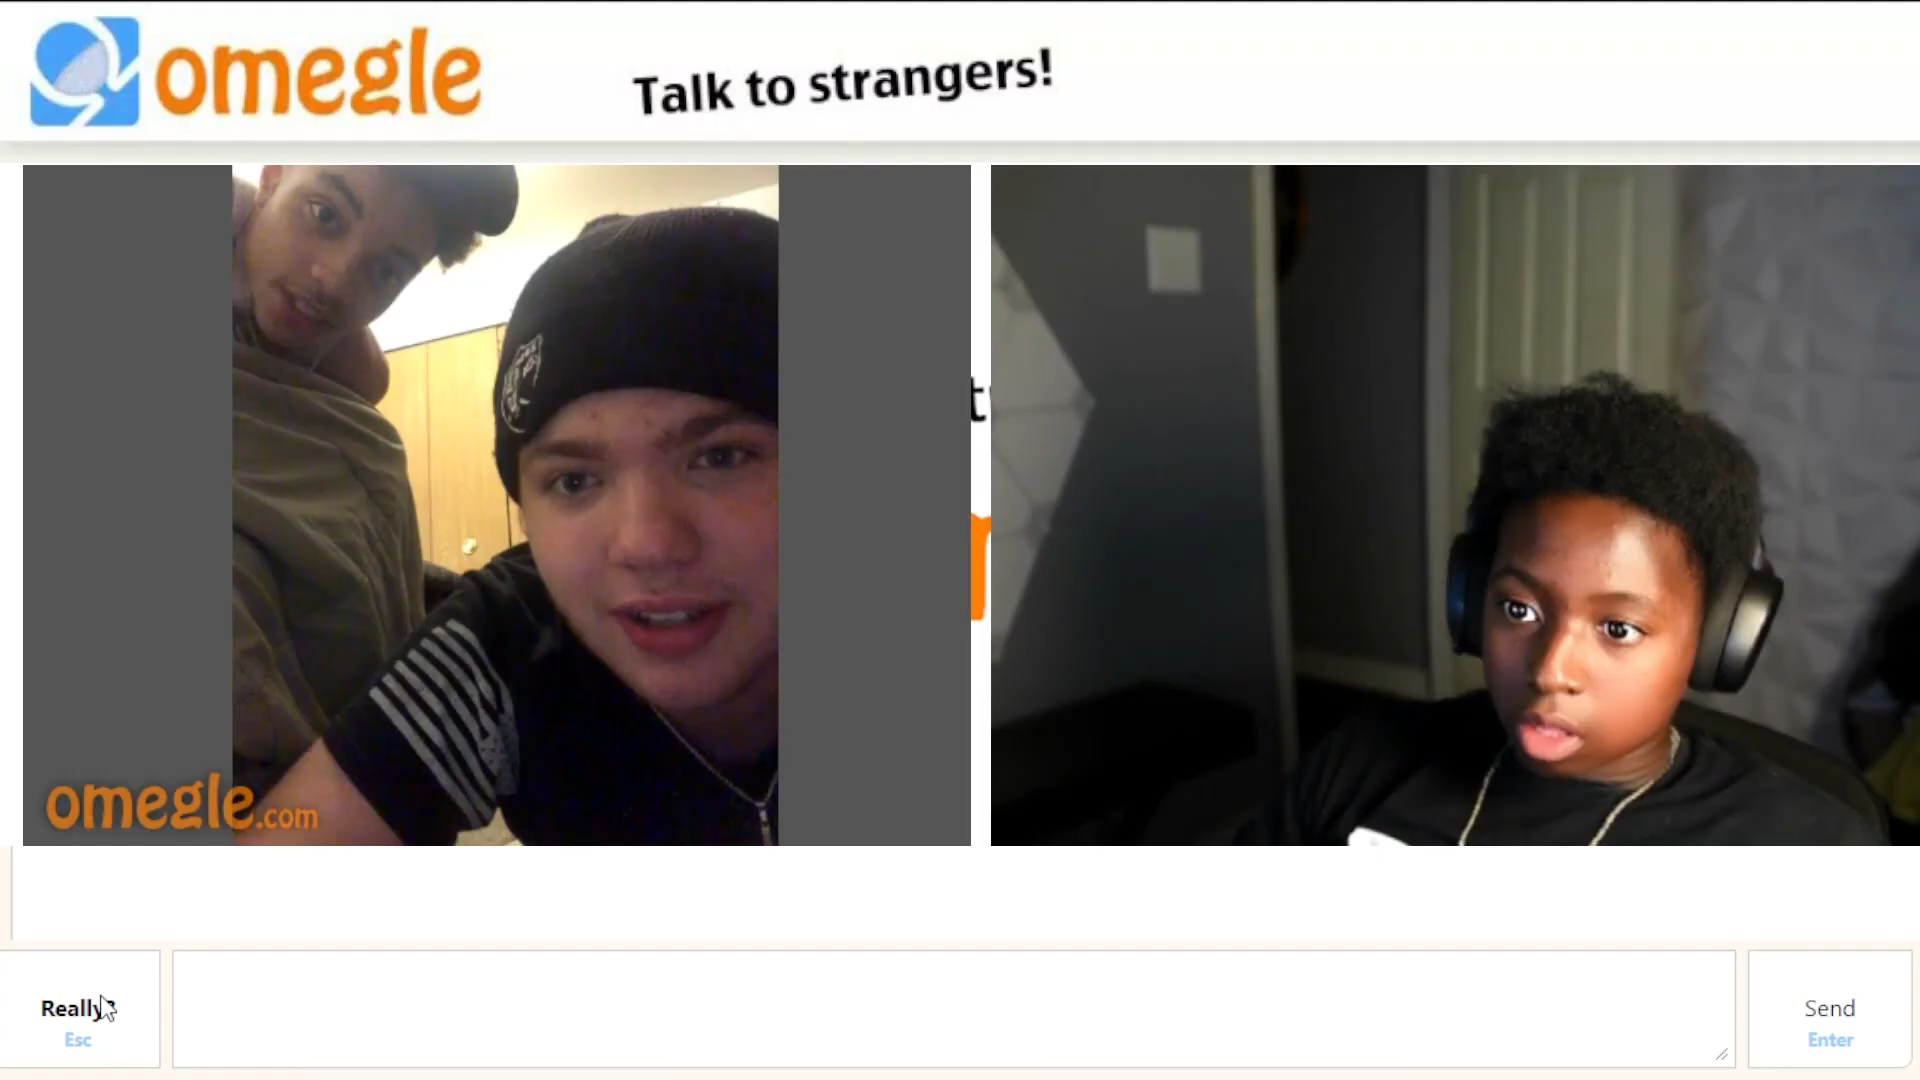 omegle
Talk to strangers!
omegle.com
Really?
Esc
Send
Enter